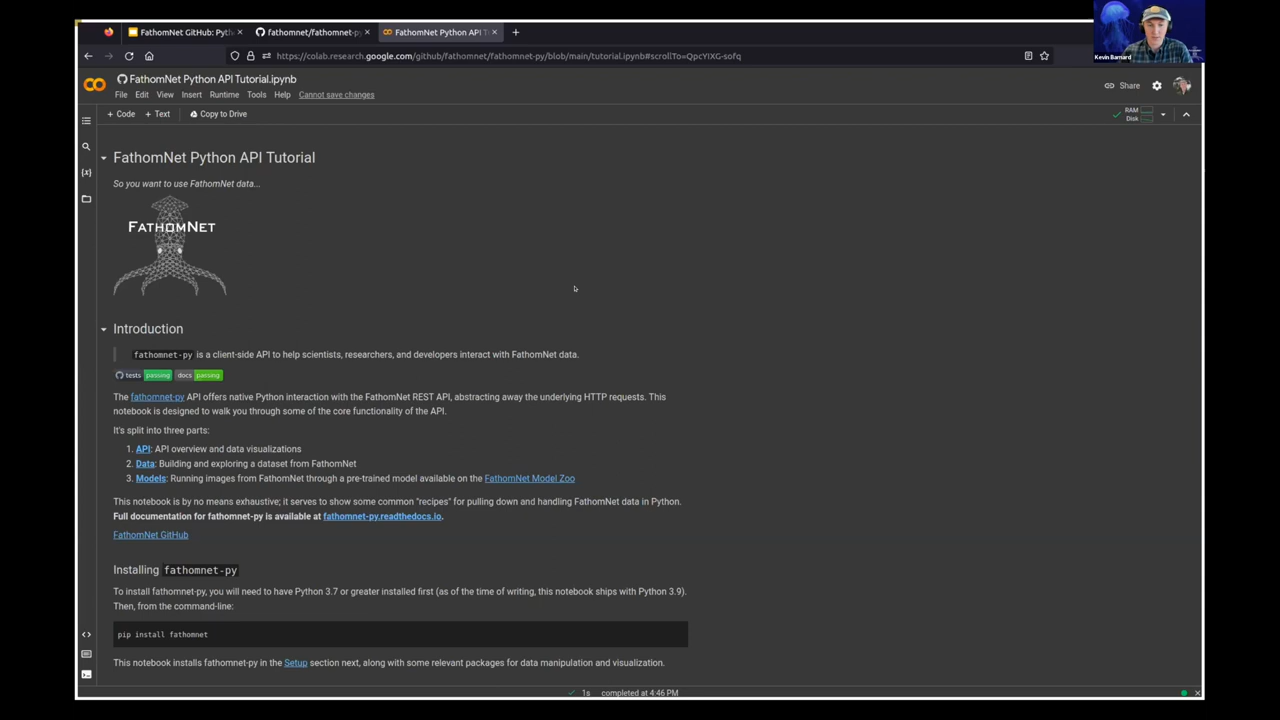 FathomNet GitHub: Pyth
fathomnet/fathomnet-py
FathomNet Python API T
https://colab.research.google.com/github/fathomnet/fathomnet-py/blob/main/tutorial.ipynb#scrollTo=QpcYIXG-sofq
Kevin Barnard
FathomNet Python API Tutorial.ipynb
File Edit View Insert Runtime Tools Help Cannot save changes
Share
+ Code + Text Copy to Drive
RAM
Disk
FathomNet Python API Tutorial
So you want to use FathomNet data...
FATHOMNET
Introduction
fathomnet-py is a client-side API to help scientists, researchers, and developers interact with FathomNet data.
tests passing docs passing
The fathomnet-py API offers native Python interaction with the FathomNet REST API, abstracting away the underlying HTTP requests. This
notebook is designed to walk you through some of the core functionality of the API.
It's split into three parts:
1. API: API overview and data visualizations
2. Data: Building and exploring a dataset from FathomNet
3. Models: Running images from FathomNet through a pre-trained model available on the FathomNet Model Zoo
This notebook is by no means exhaustive; it serves to show some common "recipes" for pulling down and handling FathomNet data in Python.
Full documentation for fathomnet-py is available at fathomnet-py.readthedocs.io.
FathomNet GitHub
Installing fathomnet-py
To install fathomnet-py, you will need to have Python 3.7 or greater installed first (as of the time of writing, this notebook ships with Python 3.9).
Then, from the command-line:
pip install fathomnet
This notebook installs fathomnet-py in the Setup section next, along with some relevant packages for data manipulation and visualization.
1s completed at 4:46 PM